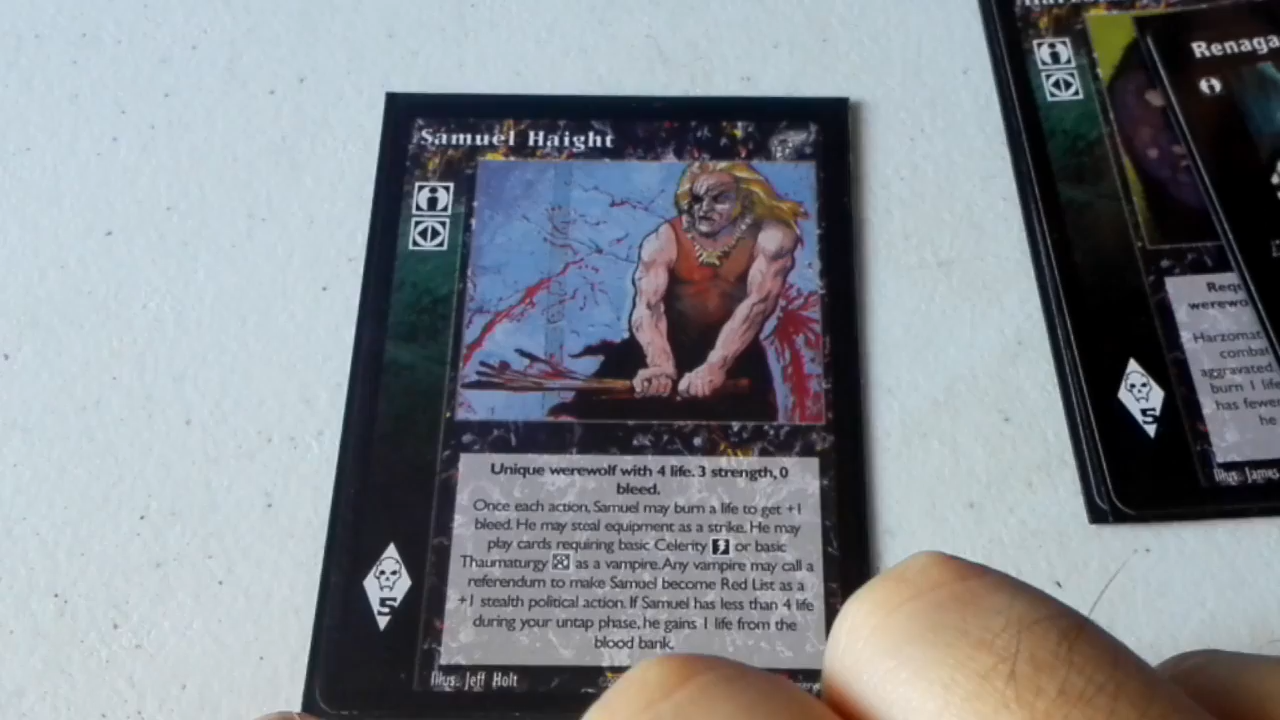 Samuel Haight
Unique werewolf with 4 life. 3 strength, 0
bleed.
Once each action, Samuel may burn a life to get +1
bleed. He may steal equipment as a strike. He may
play cards requiring basic Celerity or basic
Thaumaturgy as a vampire. Any vampire may call a
referendum to make Samuel become Red List as a
+1 stealth political action. If Samuel has less than 4 life
during your untap phase, he gains 1 life from the
blood bank.
5
Illus: Jeff Holt
Renaga
werewo
Harzomat
combat
aggravated.
burn 1 life
has fewe
he
5
Illus: James